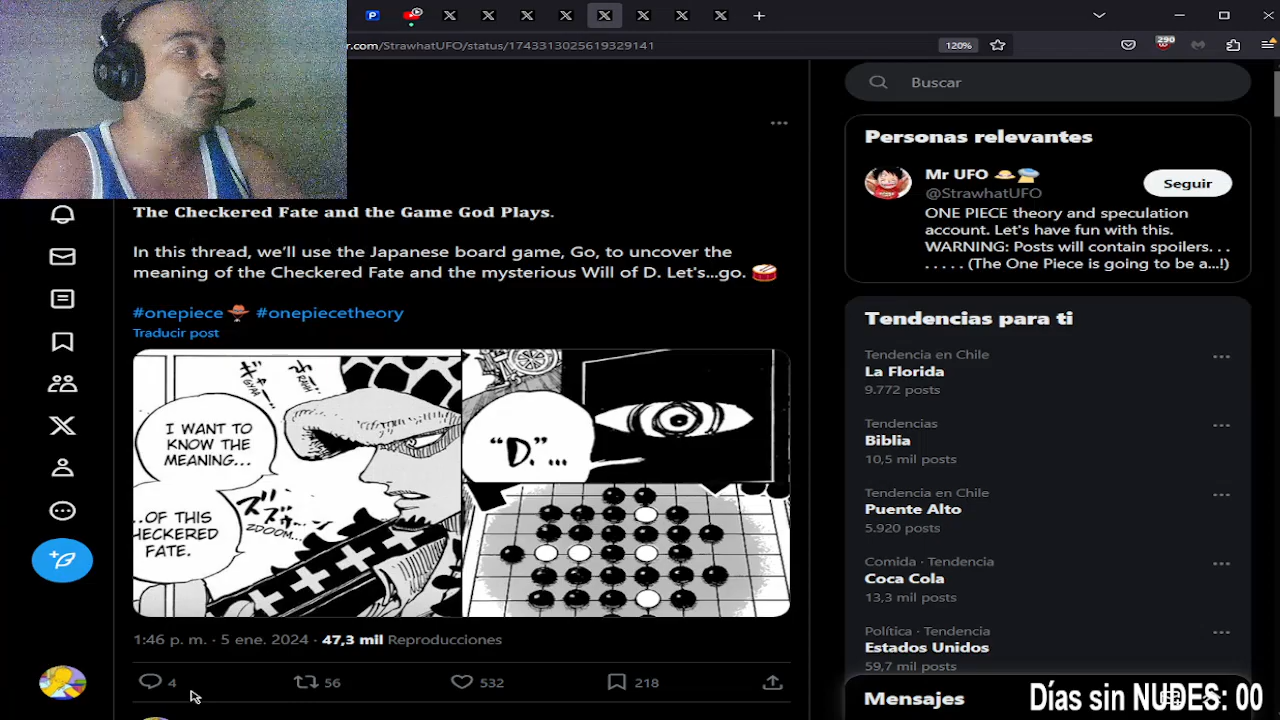 r.com/StrawhatUFO/status/1743313025619329141
120%
290
Buscar
Personas relevantes
Mr UFO
@StrawhatUFO
Seguir
ONE PIECE theory and speculation
account. Let's have fun with this.
WARNING: Posts will contain spoilers. . .
. . . . . (The One Piece is going to be a...!)
The Checkered Fate and the Game God Plays.
In this thread, we'll use the Japanese board game, Go, to uncover the
meaning of the Checkered Fate and the mysterious Will of D. Let's...go.
#onepiece #onepiecetheory
Traducir post
I WANT TO
KNOW THE
MEANING...
..OF THIS
HECKERED
FATE.
ZDOOM...
"D."...
1:46 p. m. · 5 ene. 2024 · 47,3 mil Reproducciones
4
56
532
218
Tendencias para ti
Tendencia en Chile
La Florida
9.772 posts
Tendencias
Biblia
10,5 mil posts
Tendencia en Chile
Puente Alto
5.920 posts
Comida · Tendencia
Coca Cola
13,3 mil posts
Política · Tendencia
Estados Unidos
59,7 mil posts
Mensajes
Días sin NUDES: 00